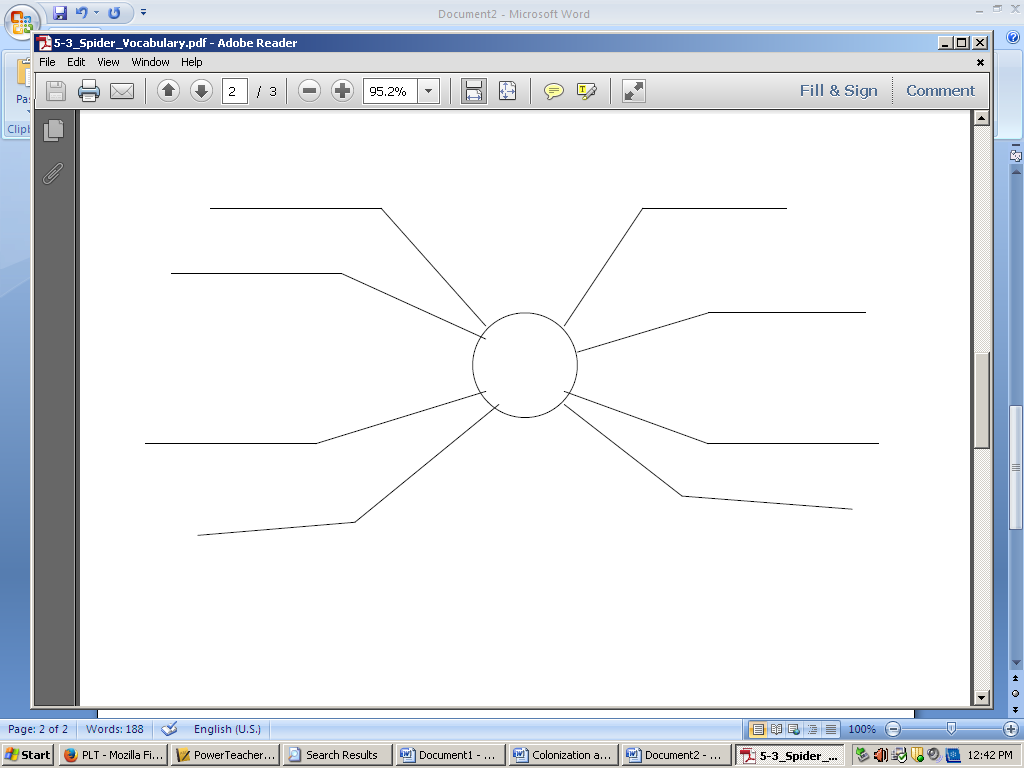 Document2 - Microsoft Word
5-3_Spider_Vocabulary.pdf - Adobe Reader
File Edit View Window Help
2 / 3 95.2% Fill & Sign Comment
Pas
Clipb
Page: 2 of 2 Words: 188 English (U.S.) 100%
Start PLT - Mozilla Fi... PowerTeacher... Search Results Document1 - ... Colonization a... Document2 - ... 5-3_Spider_... 12:42 PM